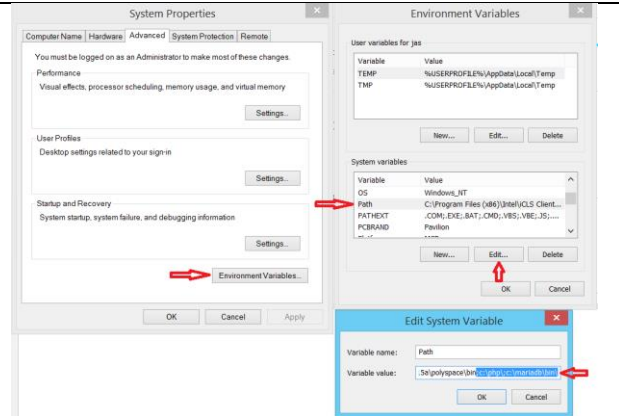 System Properties
Computer Name Hardware Advanced System Protection Remote
You must be logged on as an Administrator to make most of these changes.
Performance
Visual effects, processor scheduling, memory usage, and virtual memory
Settings...
User Profiles
Desktop settings related to your sign-in
Settings...
Startup and Recovery
System startup, system failure, and debugging information
Settings...
Environment Variables...
OK Cancel Apply
Environment Variables
User variables for jas
Variable Value
TEMP %USERPROFILE%\AppData\Local\Temp
TMP %USERPROFILE%\AppData\Local\Temp
New... Edit... Delete
System variables
Variable Value
OS Windows_NT
Path C:\Program Files (x86)\Intel\iCLS Client...
PATHEXT .COM;.EXE;.BAT;.CMD;.VBS;.VBE;.JS;....
PCBRAND Pavilion
New... Edit... Delete
OK Cancel
Edit System Variable
Variable name: Path
Variable value: .5a\polyspace\bin;c:\php\;c:\mariadb\bin\
OK Cancel